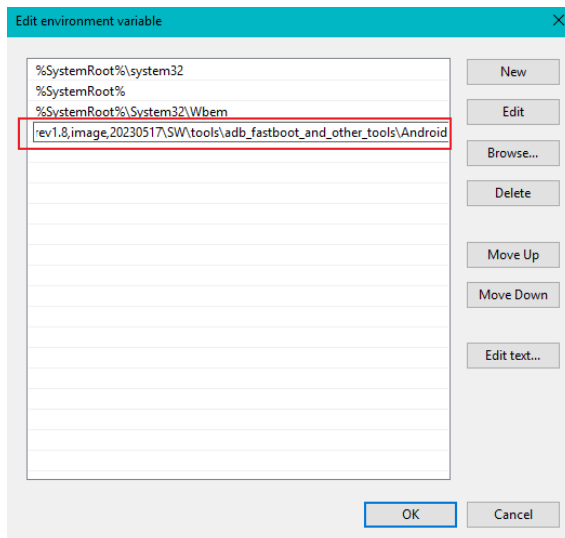 Edit environment variable
%SystemRoot%\system32
%SystemRoot%
%SystemRoot%\System32\Wbem
rev1.8,image,20230517\SW\tools\adb_fastboot_and_other_tools\Android
New
Edit
Browse...
Delete
Move Up
Move Down
Edit text...
OK
Cancel